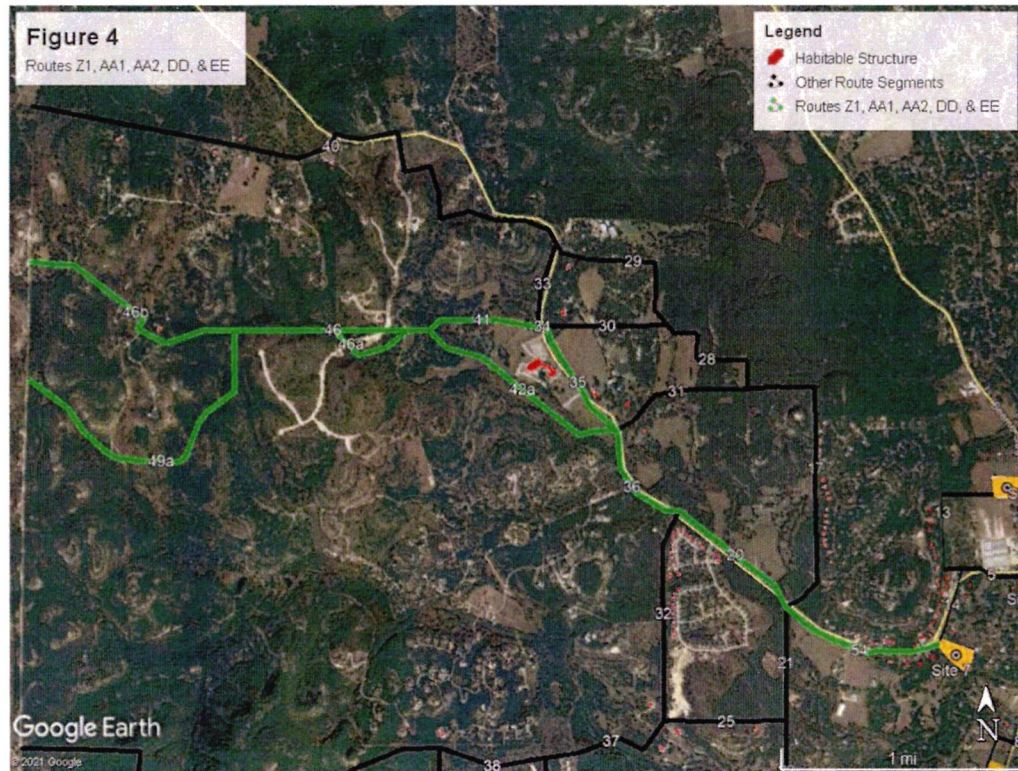 Figure 4
Routes Z1, AA1, AA2, DD, & EE
Legend
Habitable Structure
Other Route Segments
Routes Z1, AA1, AA2, DD, & EE
40
29
33
46b
46
46a
41
34
30
28
35
42a
31
49a
17
36
13
20
5
32
4
54
Site 7
21
25
37
38
Google Earth
© 2021 Google
N
1 mi